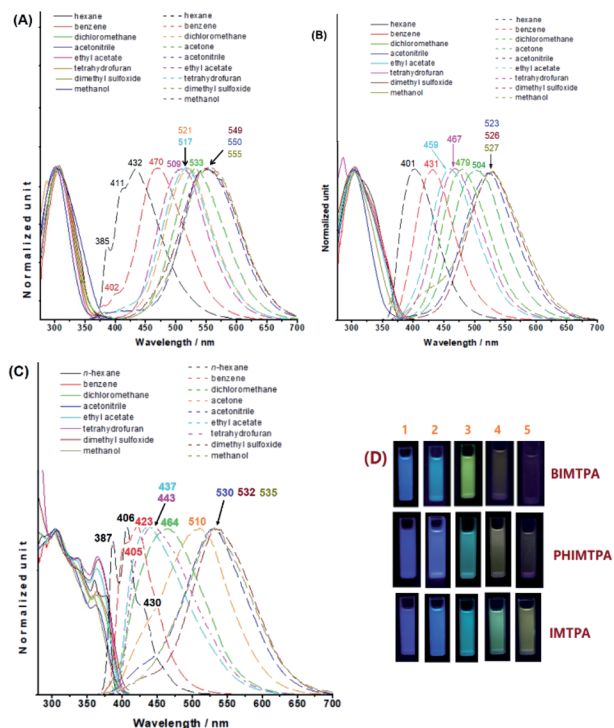 (A)
hexane
benzene
dichloromethane
acetonitrile
ethyl acetate
tetrahydrofuran
dimethyl sulfoxide
methanol
hexane
benzene
dichloromethane
acetone
acetonitrile
ethyl acetate
tetrahydrofuran
dimethyl sulfoxide
methanol
Normalized unit
385
411
432
402
470
509
521
517
533
549
550
555
300 350 400 450 500 550 600 650 700
Wavelength / nm
(B)
hexane
benzene
dichloromethane
acetonitrile
ethyl acetate
tetrahydrofuran
dimethyl sulfoxide
methanol
hexane
benzene
dichloromethane
acetone
acetonitrile
ethyl acetate
tetrahydrofuran
dimethyl sulfoxide
methanol
Normalized unit
401
431
459
467
479
504
523
526
527
300 350 400 450 500 550 600 650 700
Wavelength / nm
(C)
n-hexane
benzene
dichloromethane
acetonitrile
ethyl acetate
tetrahydrofuran
dimethyl sulfoxide
methanol
n-hexane
benzene
dichloromethane
acetone
acetonitrile
ethyl acetate
tetrahydrofuran
dimethyl sulfoxide
methanol
Normalized unit
387
406
423
405
430
437
443
464
510
530 532 535
300 350 400 450 500 550 600 650 700
Wavelength / nm
(D)
1 2 3 4 5
BIMTPA
PHIMTPA
IMTPA